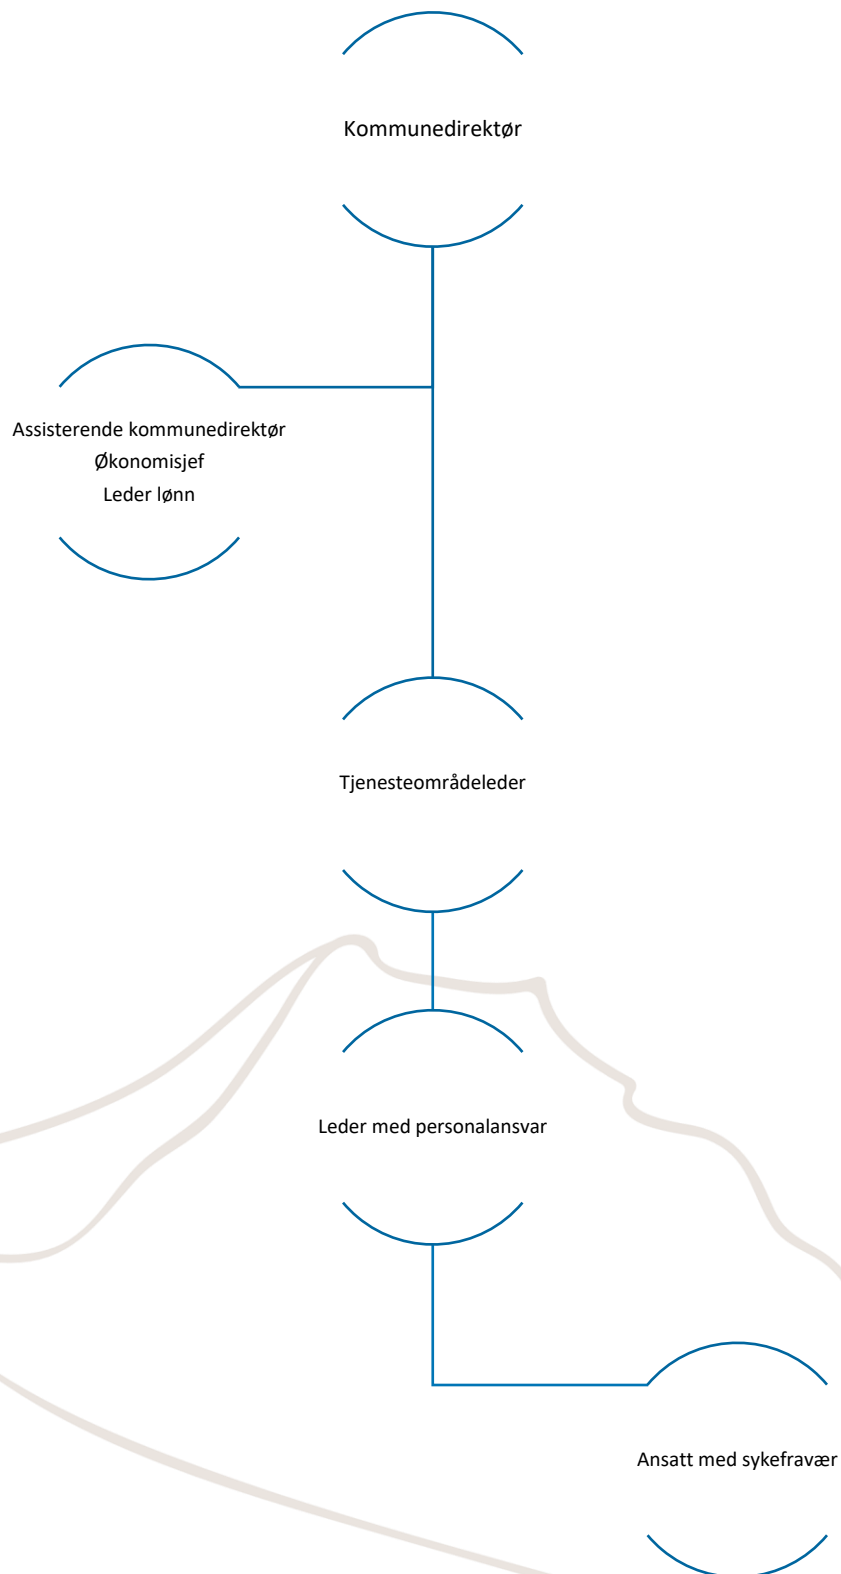 Kommunedirektør
Assisterende kommunedirektør
Økonomisjef
Leder lønn
Tjenesteområdeleder
Leder med personalansvar
Ansatt med sykefravær